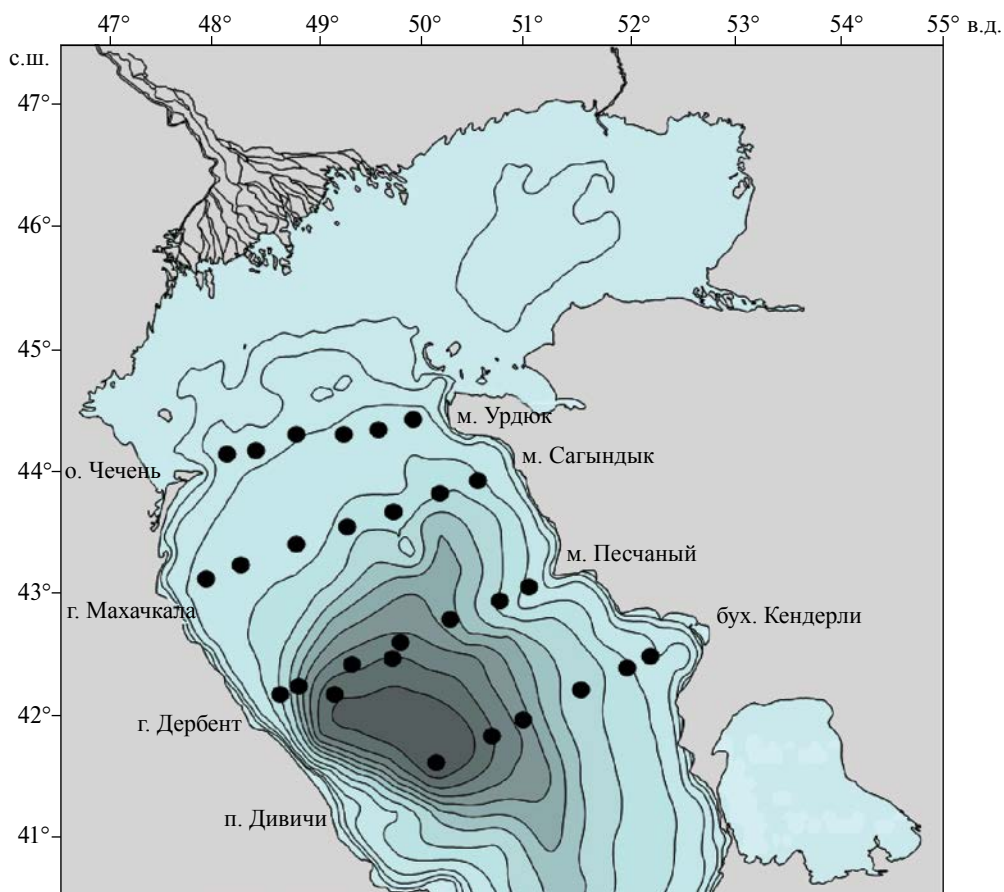 47° 48° 49° 50° 51° 52° 53° 54° 55° в.д.
с.ш.
47°
46°
45°
м. Урдюк
м. Сагындык
о. Чечень
44°
м. Песчаный
43°
г. Махачкала
бух. Кендерли
42°
г. Дербент
п. Дивичи
41°